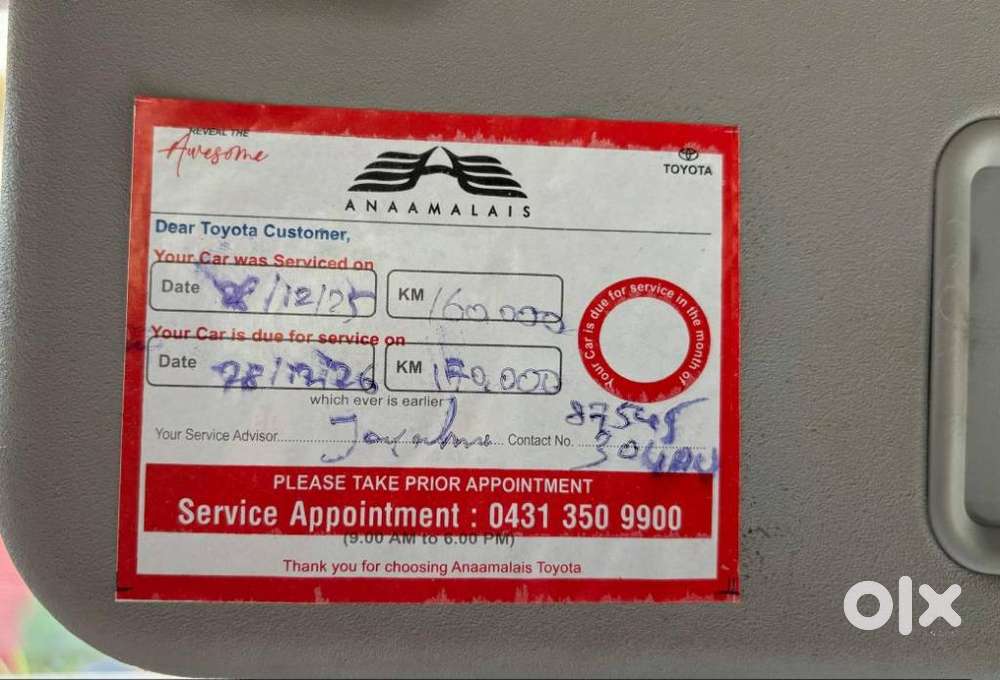 REVEAL THE
Awesome
TOYOTA
ANAAMALAIS
Dear Toyota Customer,
Your Car was Serviced on
Date 28/12/25 KM 160.000
Your Car is due for service on
Date 28/12/26 KM 170.000
which ever is earlier
Your Service Advisor Contact No. 87545
304
Your Car is due for service in the month of
PLEASE TAKE PRIOR APPOINTMENT
Service Appointment : 0431 350 9900
(9.00 AM to 6.00 PM)
Thank you for choosing Anaamalais Toyota
olx